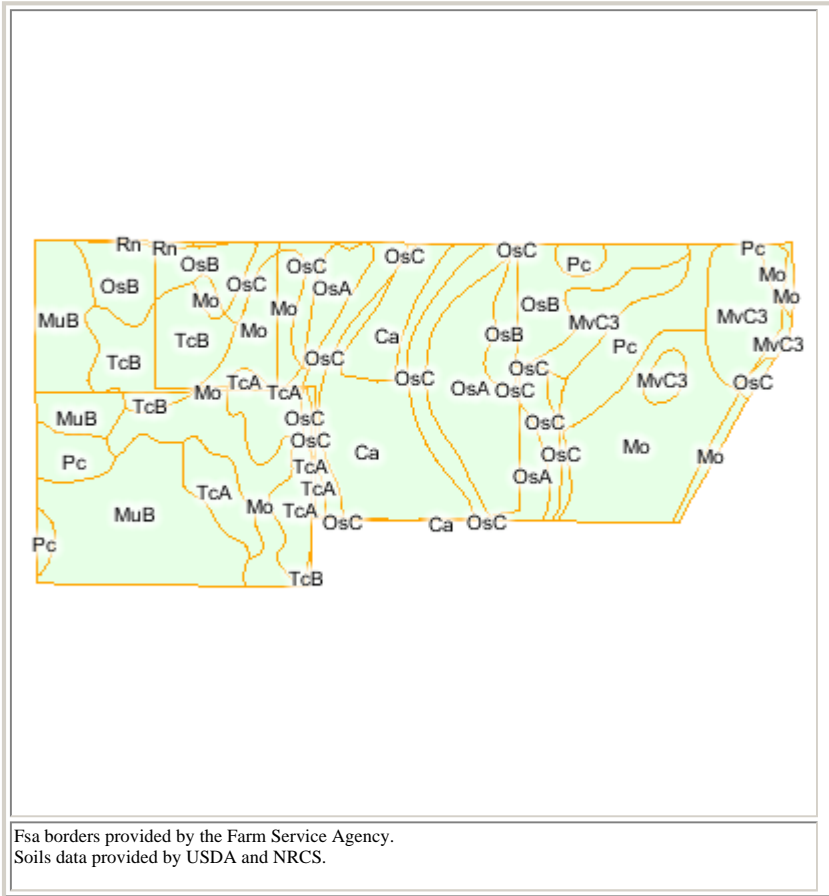 Rn Rn OsC OsC Pc
OsB OsB OsC OsC Pc Mo
Mo OsA Mo OsB Mo
MuB TcB Mo Ca OsB MvC3 MvC3
TcB OsC OsC Pc MvC3
Mo TcA TcA OsC OsA OsC MvC3 OsC
MuB TcB OsC OsC
Pc OsC Ca OsC Mo Mo
TcA TcA OsA
MuB TcA Mo TcA OsC Ca OsC
Pc
TcB
Fsa borders provided by the Farm Service Agency.
Soils data provided by USDA and NRCS.